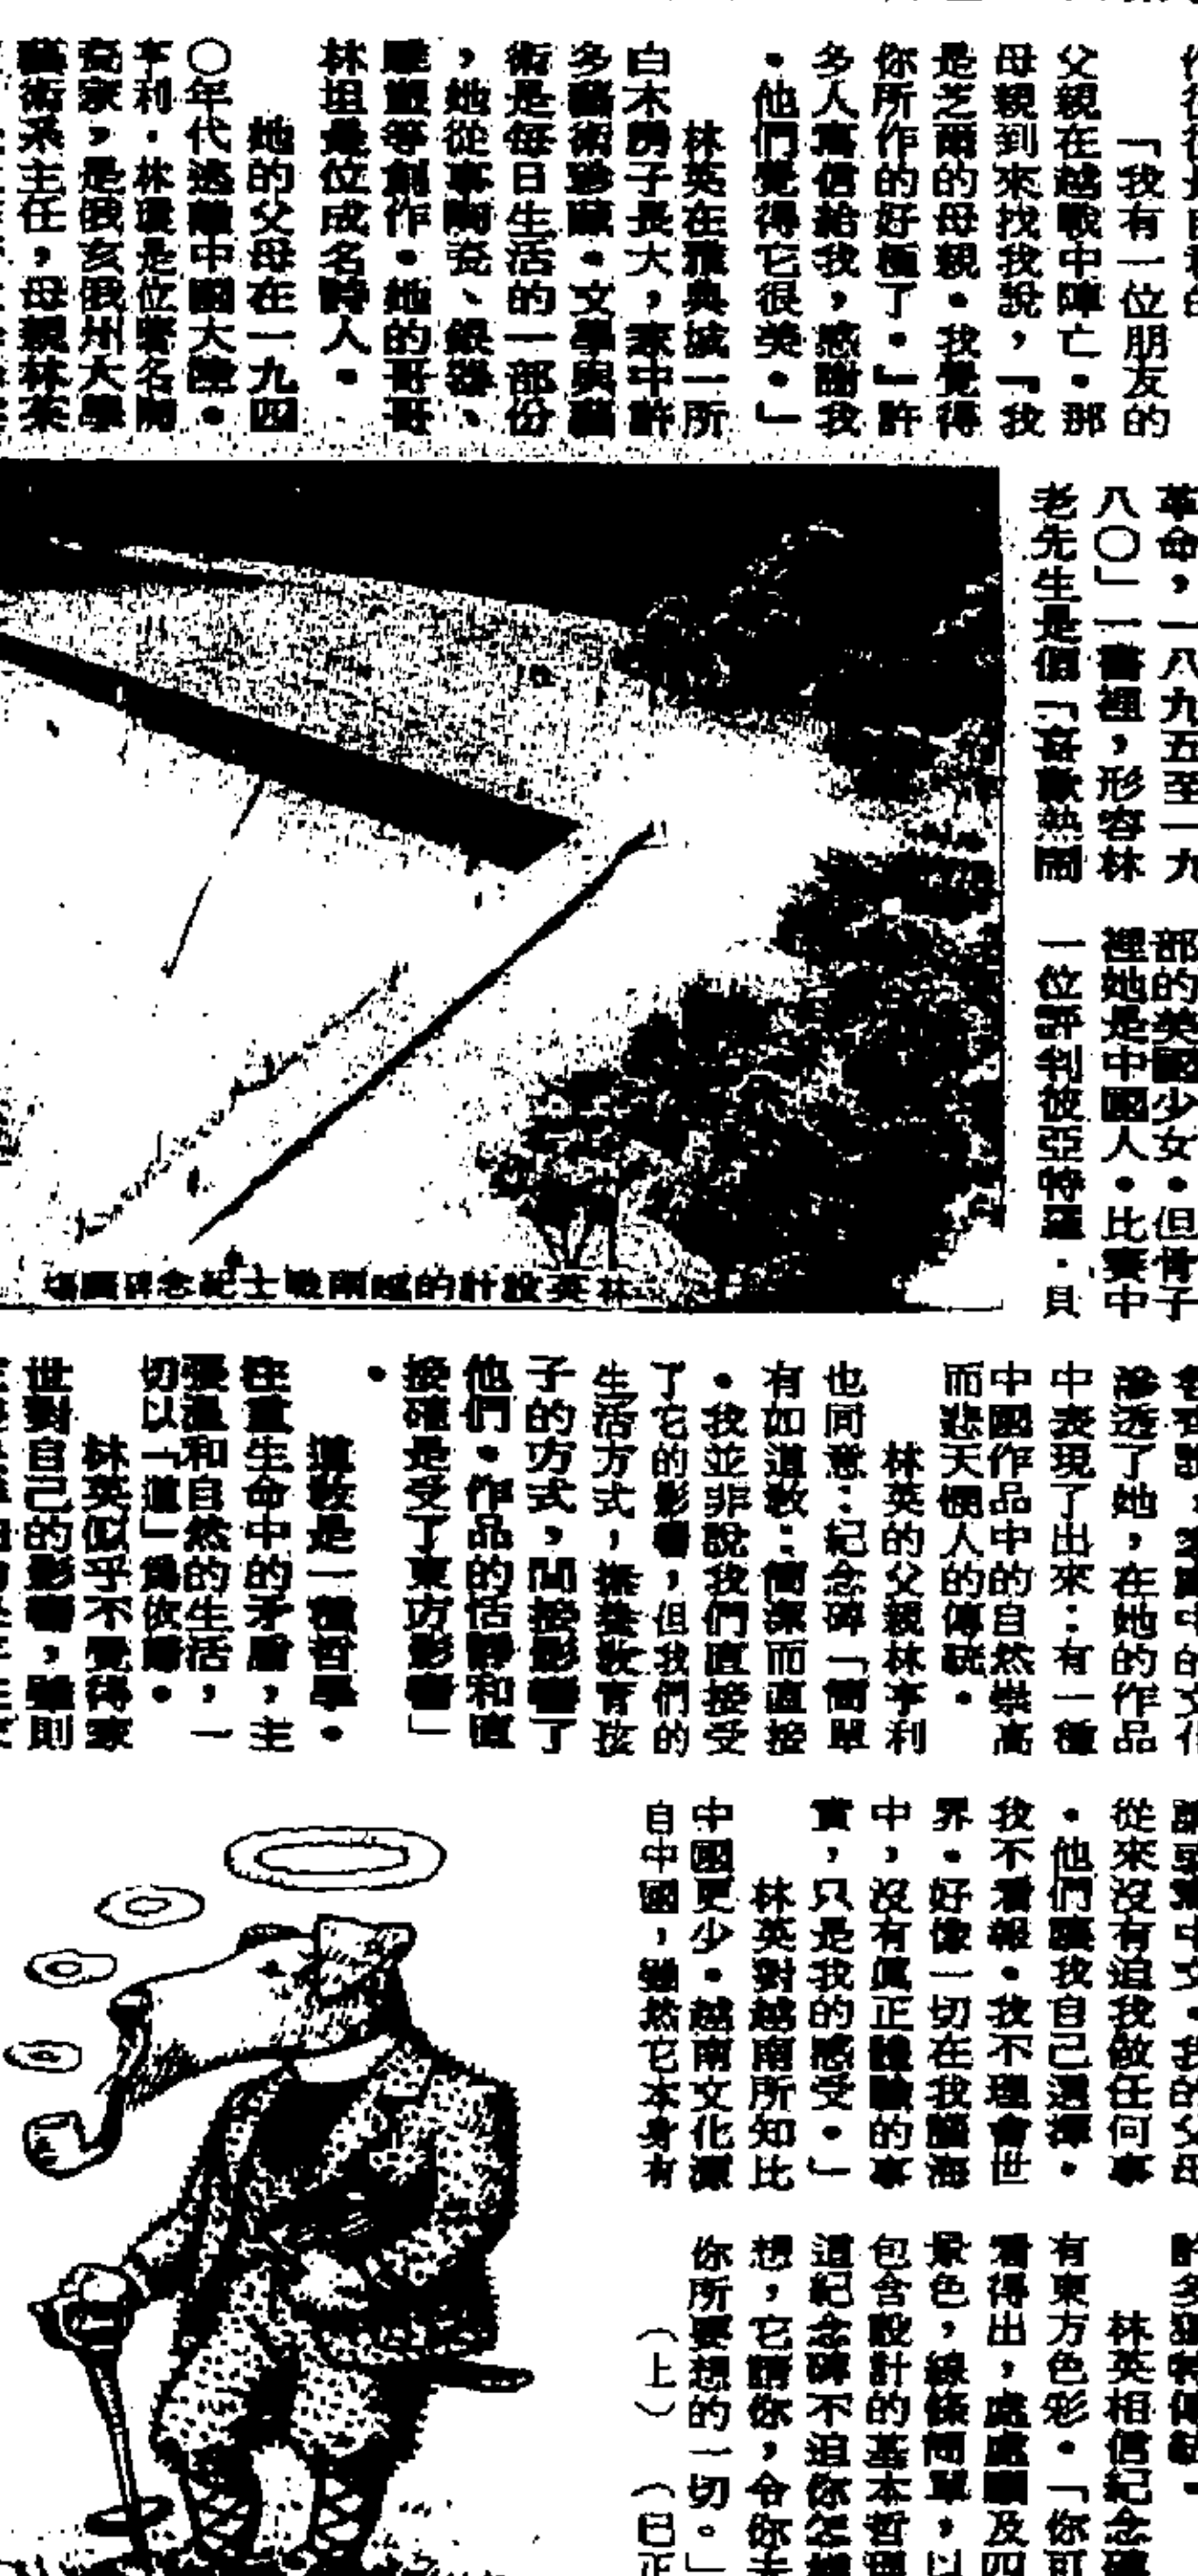 「我有一位朋友的
父親在越戰中陣亡。那
母親到來找我說，「我
是芝爾的母親。我覺得
你所作的好極了。」許
多人寫信給我，感謝我
。他們覺得它很美。」
林英在雅典城一所
白木房子長大，家中許
多藝術珍藏。文學與藝
術是每日生活的一部份
，她從事陶瓷、銀器、
雕塑等創作。她的哥哥
林坦是位成名詩人。
她的父母在一九四
〇年代逃離中國大陸。
亨利．林還是位著名陶
瓷家，是俄亥俄州大學
藝術系主任，母親林茱
革命，一八九五至一九
八〇」一書裡，形容林
老先生是個「喜歡熱鬧
部的美國少女。但骨子
裡她是中國人。比賽中
一位評判彼亞特羅．貝
林英設計的越南戰士紀念碑廣場
滲透了她，在她的作品
中表現了出來：有一種
中國作品中的自然崇高
而悲天憫人的傳統。
林英的父親林亨利
也同意：紀念碑「簡單
有如道教：簡潔而直接
。我並非說我們直接受
了它的影響，但我們的
生活方式，撫養教育孩
子的方式，間接影響了
他們。作品的恬靜和直
接確是受了東方影響」
。
道教是一種哲學。
在重生命中的矛盾，主
張溫和自然的生活，一
切以「道」為依歸。
林英似乎不覺得家
世對自己的影響，雖則
從來沒有迫我做任何事
。他們讓我自己選擇。
我不看報。我不理會世
界。好像一切在我腦海
中，沒有真正體驗的事
實，只是我的感受。」
林英對越南所知比
中國更少。越南文化源
自中國，雖然它本身有
許多獨特傳統。
林英相信紀念碑
有東方色彩。「你可
看得出，處處顧及四
景色，線條簡單，以
包含設計的基本哲理
道紀念碑不迫你怎樣
想，它請你，令你去
你所要想的一切。」
（上）